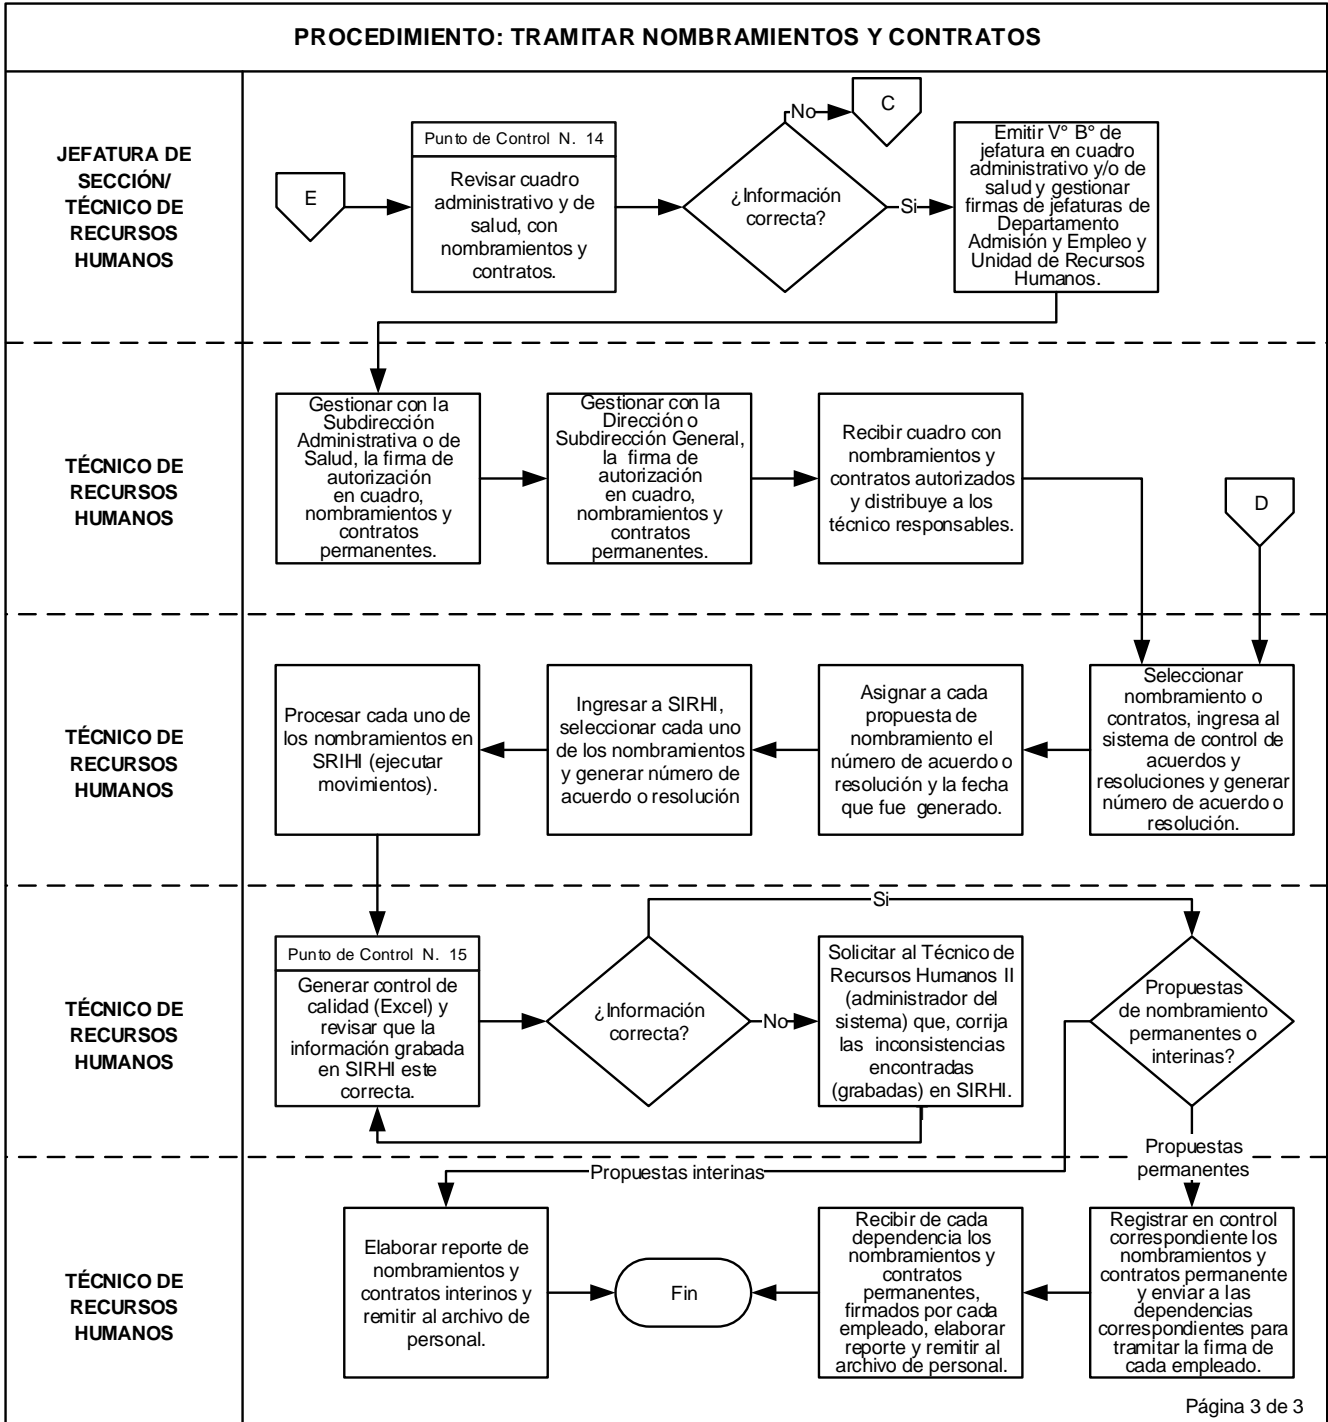 PROCEDIMIENTO: TRAMITAR NOMBRAMIENTOS Y CONTRATOS
JEFATURA DE
SECCIÓN/
TÉCNICO DE
RECURSOS
HUMANOS
E
Punto de Control N. 14
Revisar cuadro
administrativo y de
salud, con
nombramientos y
contratos.
¿Información
correcta?
No
C
Si
Emitir V° B° de
jefatura en cuadro
administrativo y/o de
salud y gestionar
firmas de jefaturas de
Departamento
Admisión y Empleo y
Unidad de Recursos
Humanos.
TÉCNICO DE
RECURSOS
HUMANOS
Gestionar con la
Subdirección
Administrativa o de
Salud, la firma de
autorización
en cuadro,
nombramientos y
contratos
permanentes.
Gestionar con la
Dirección o
Subdirección General,
la firma de
autorización
en cuadro,
nombramientos y
contratos
permanentes.
Recibir cuadro con
nombramientos y
contratos autorizados
y distribuye a los
técnico responsables.
D
TÉCNICO DE
RECURSOS
HUMANOS
Procesar cada uno de
los nombramientos en
SRIHI (ejecutar
movimientos).
Ingresar a SIRHI,
seleccionar cada uno
de los nombramientos
y generar número de
acuerdo o resolución
Asignar a cada
propuesta de
nombramiento el
número de acuerdo o
resolución y la fecha
que fue generado.
Seleccionar
nombramiento o
contratos, ingresa al
sistema de control de
acuerdos y
resoluciones y generar
número de acuerdo o
resolución.
TÉCNICO DE
RECURSOS
HUMANOS
Punto de Control N. 15
Generar control de
calidad (Excel) y
revisar que la
información grabada
en SIRHI este
correcta.
¿Información
correcta?
Si
No
Solicitar al Técnico de
Recursos Humanos II
(administrador del
sistema) que, corrija
las inconsistencias
encontradas
(grabadas) en SIRHI.
Propuestas
de nombramiento
permanentes o
interinas?
Propuestas interinas
Propuestas
permanentes
TÉCNICO DE
RECURSOS
HUMANOS
Elaborar reporte de
nombramientos y
contratos interinos y
remitir al archivo de
personal.
Fin
Recibir de cada
dependencia los
nombramientos y
contratos
permanentes,
firmados por cada
empleado, elaborar
reporte y remitir al
archivo de personal.
Registrar en control
correspondiente los
nombramientos y
contratos permanente
y enviar a las
dependencias
correspondientes para
tramitar la firma de
cada empleado.
Página 3 de 3